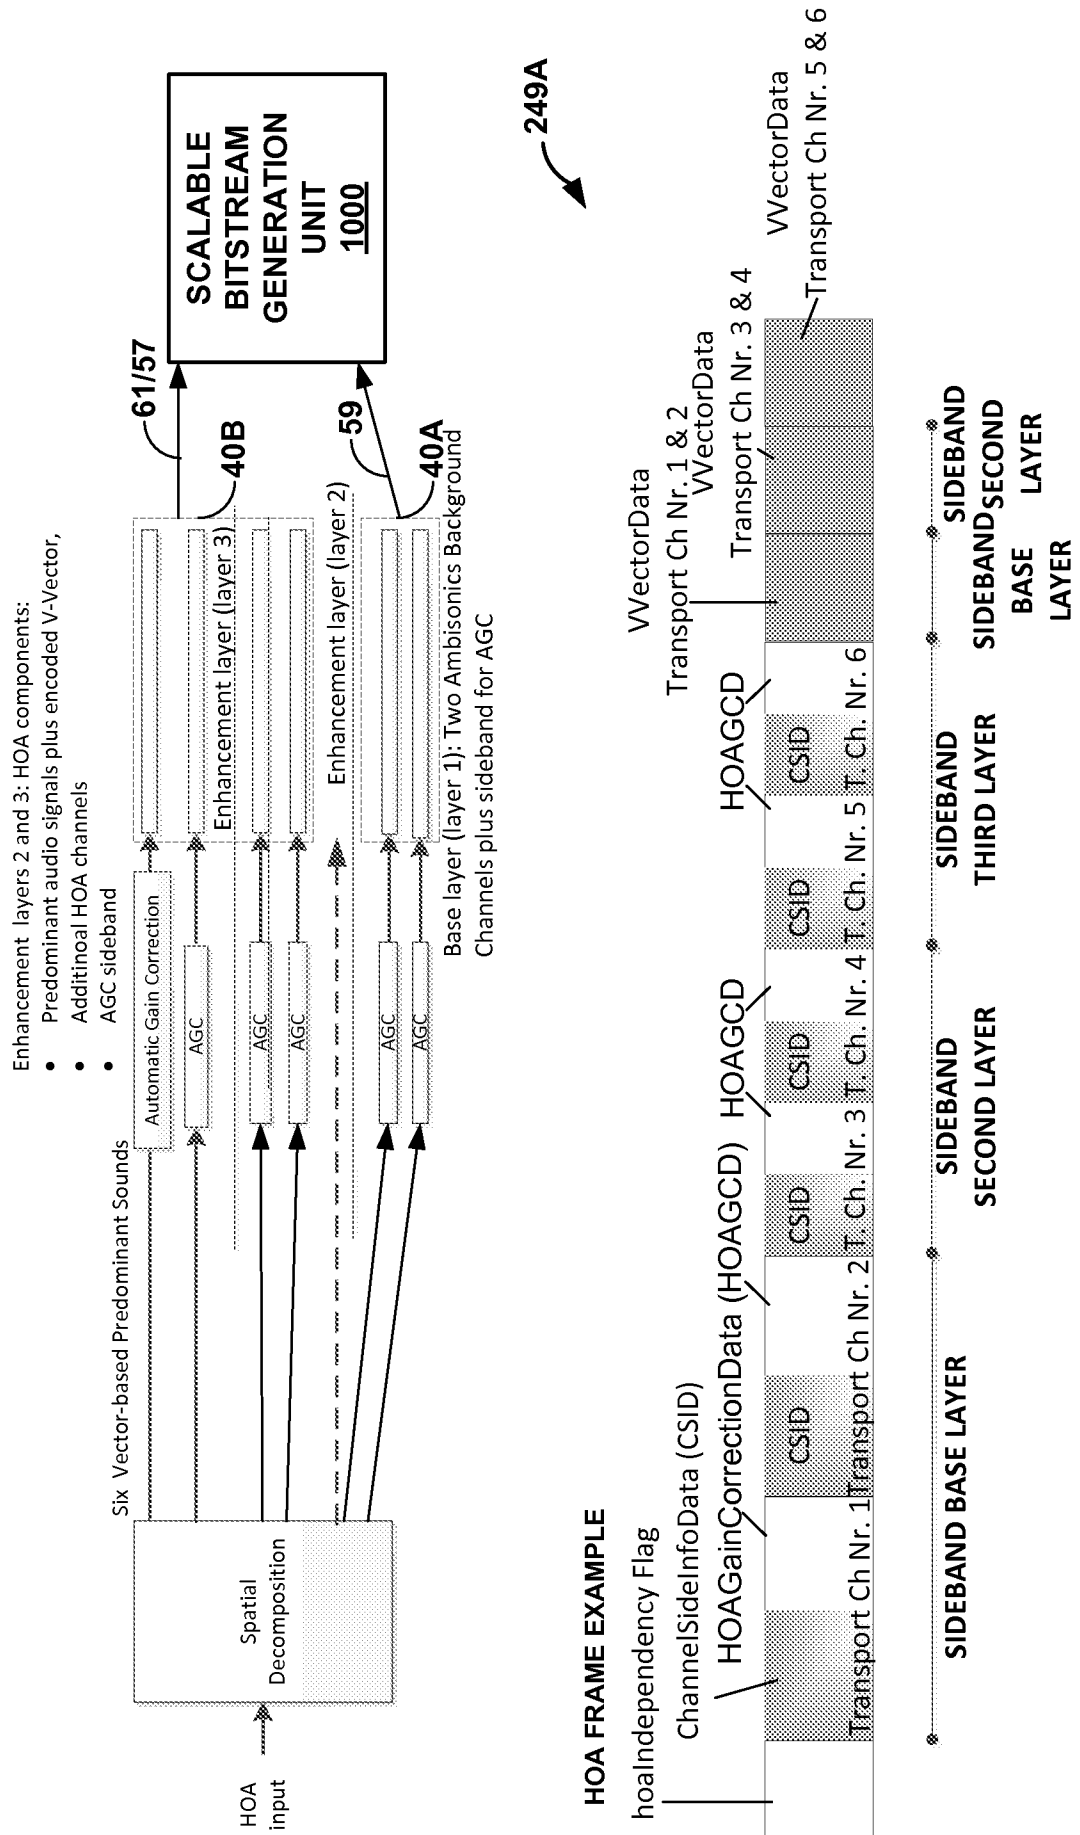 Enhancement layers 2 and 3: HOA components:
• Predominant audio signals plus encoded V-Vector,
• Additinoal HOA channels
• AGC sideband
Six Vector-based Predominant Sounds
HOA
input
Spatial
Decomposition
Automatic Gain Correction
AGC
AGC
AGC
AGC
AGC
Enhancement layer (layer 3)
Enhancement layer (layer 2)
Base layer (layer 1): Two Ambisonics Background
Channels plus sideband for AGC
40B
40A
61/57
59
SCALABLE
BITSTREAM
GENERATION
UNIT
1000
249A
HOA FRAME EXAMPLE
hoaIndependency Flag
ChannelSideInfoData (CSID)
HOAGainCorrectionData (HOAGCD)
HOAGCD
HOAGCD
VVectorData
Transport Ch Nr. 1 & 2
VVectorData
Transport Ch Nr. 3 & 4
VVectorData
Transport Ch Nr. 5 & 6
CSID
CSID
CSID
CSID
CSID
Transport Ch Nr. 1
Transport Ch Nr. 2
T. Ch. Nr. 3
T. Ch. Nr. 4
T. Ch. Nr. 5
T. Ch. Nr. 6
SIDEBAND BASE LAYER
SIDEBAND
SECOND LAYER
SIDEBAND
THIRD LAYER
SIDEBAND
BASE
LAYER
SIDEBAND
SECOND
LAYER